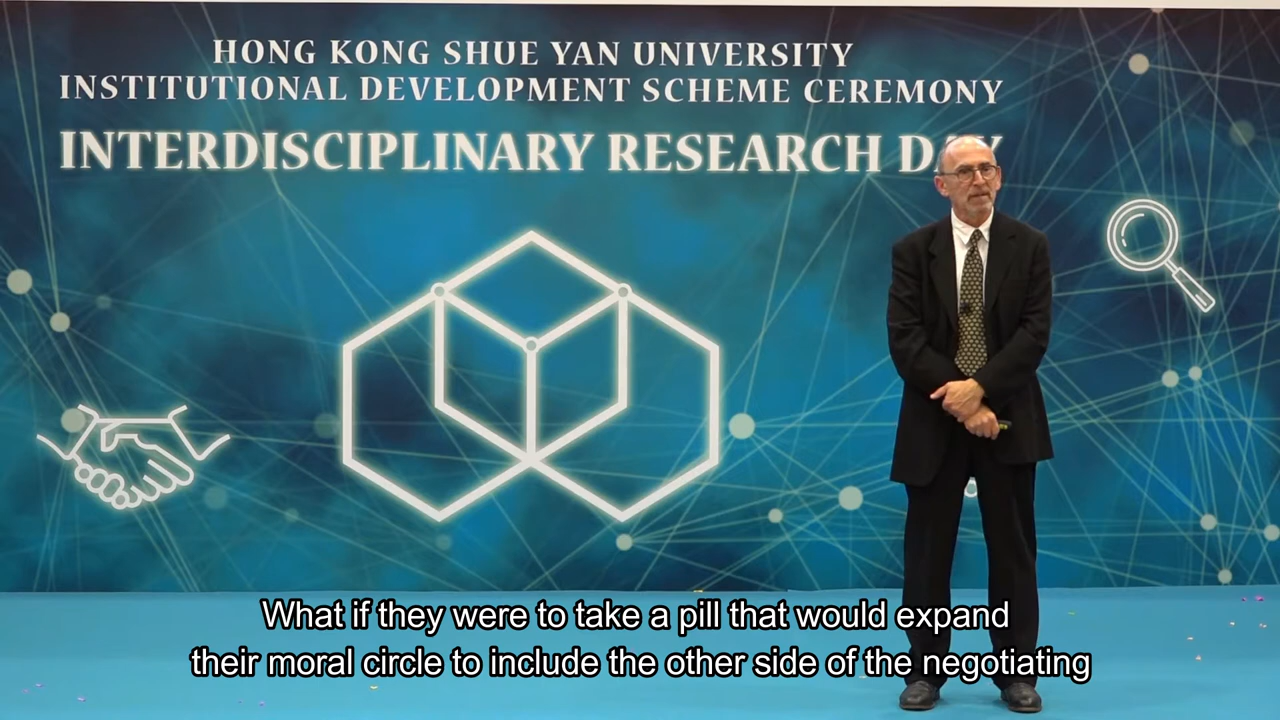 HONG KONG SHUE YAN UNIVERSITY
INSTITUTIONAL DEVELOPMENT SCHEME CEREMONY
INTERDISCIPLINARY RESEARCH DAY
What if they were to take a pill that would expand
their moral circle to include the other side of the negotiating